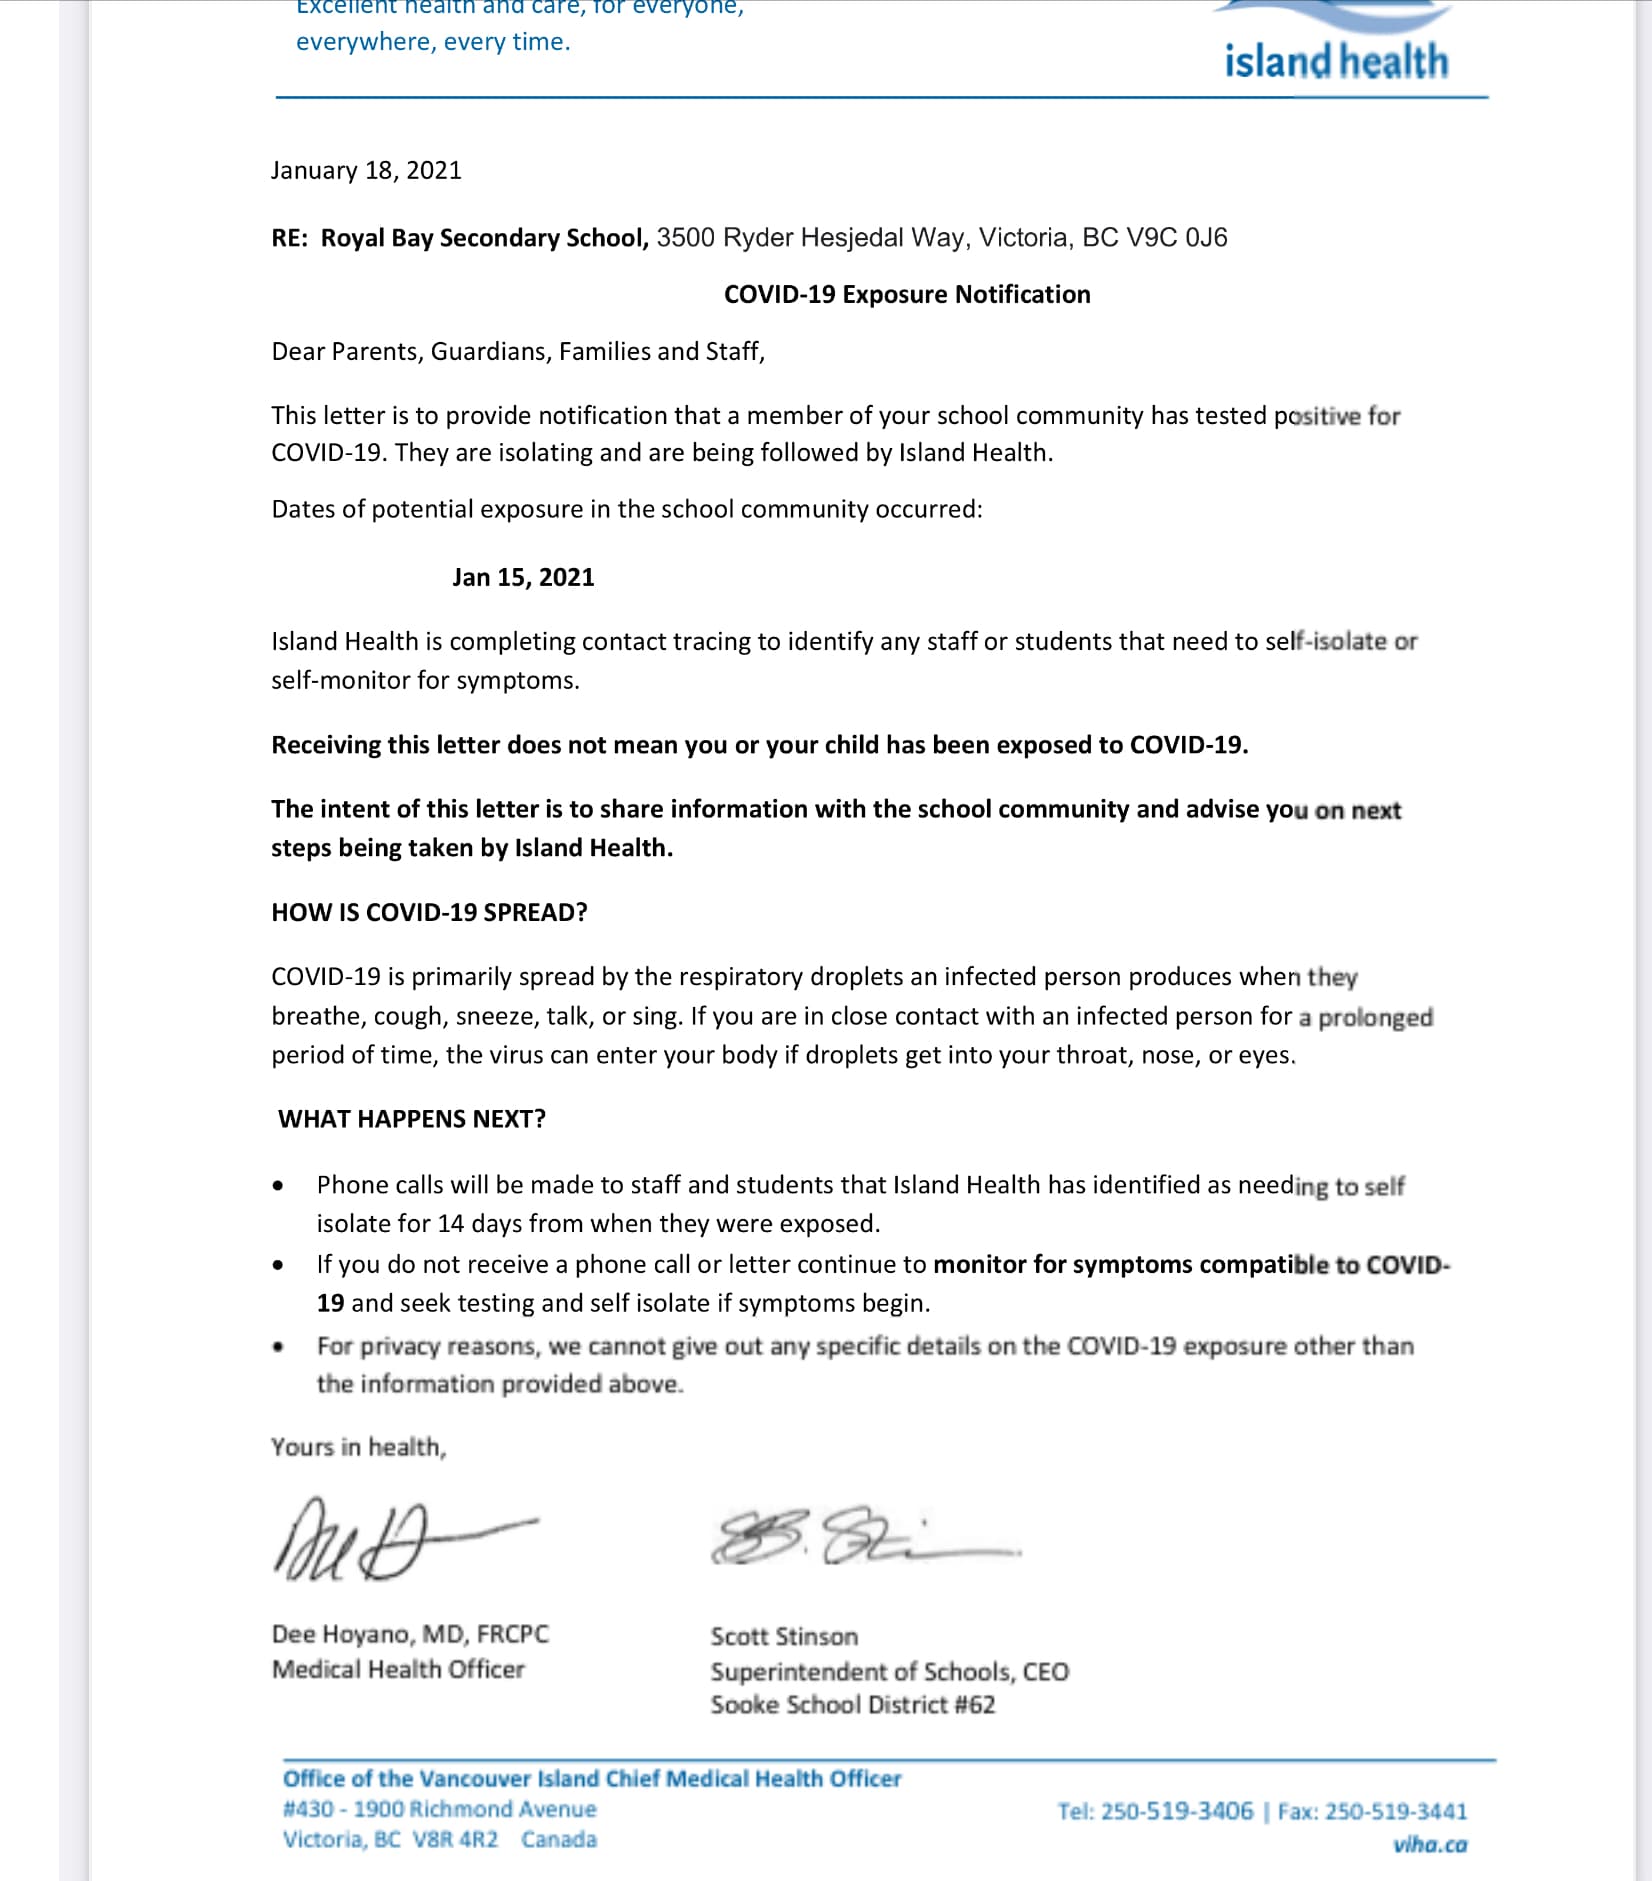 Excellent health and care, for everyone,
everywhere, every time.
island health
January 18, 2021
RE: Royal Bay Secondary School, 3500 Ryder Hesjedal Way, Victoria, BC V9C 0J6
COVID-19 Exposure Notification
Dear Parents, Guardians, Families and Staff,
This letter is to provide notification that a member of your school community has tested positive for
COVID-19. They are isolating and are being followed by Island Health.
Dates of potential exposure in the school community occurred:
Jan 15, 2021
Island Health is completing contact tracing to identify any staff or students that need to self-isolate or
self-monitor for symptoms.
Receiving this letter does not mean you or your child has been exposed to COVID-19.
The intent of this letter is to share information with the school community and advise you on next
steps being taken by Island Health.
HOW IS COVID-19 SPREAD?
COVID-19 is primarily spread by the respiratory droplets an infected person produces when they
breathe, cough, sneeze, talk, or sing. If you are in close contact with an infected person for a prolonged
period of time, the virus can enter your body if droplets get into your throat, nose, or eyes.
WHAT HAPPENS NEXT?
• Phone calls will be made to staff and students that Island Health has identified as needing to self
isolate for 14 days from when they were exposed.
• If you do not receive a phone call or letter continue to monitor for symptoms compatible to COVID-
19 and seek testing and self isolate if symptoms begin.
• For privacy reasons, we cannot give out any specific details on the COVID-19 exposure other than
the information provided above.
Yours in health,
Dee Hoyano, MD, FRCPC
Medical Health Officer
Scott Stinson
Superintendent of Schools, CEO
Sooke School District #62
Office of the Vancouver Island Chief Medical Health Officer
#430 - 1900 Richmond Avenue
Victoria, BC V8R 4R2 Canada
Tel: 250-519-3406 | Fax: 250-519-3441
viha.ca